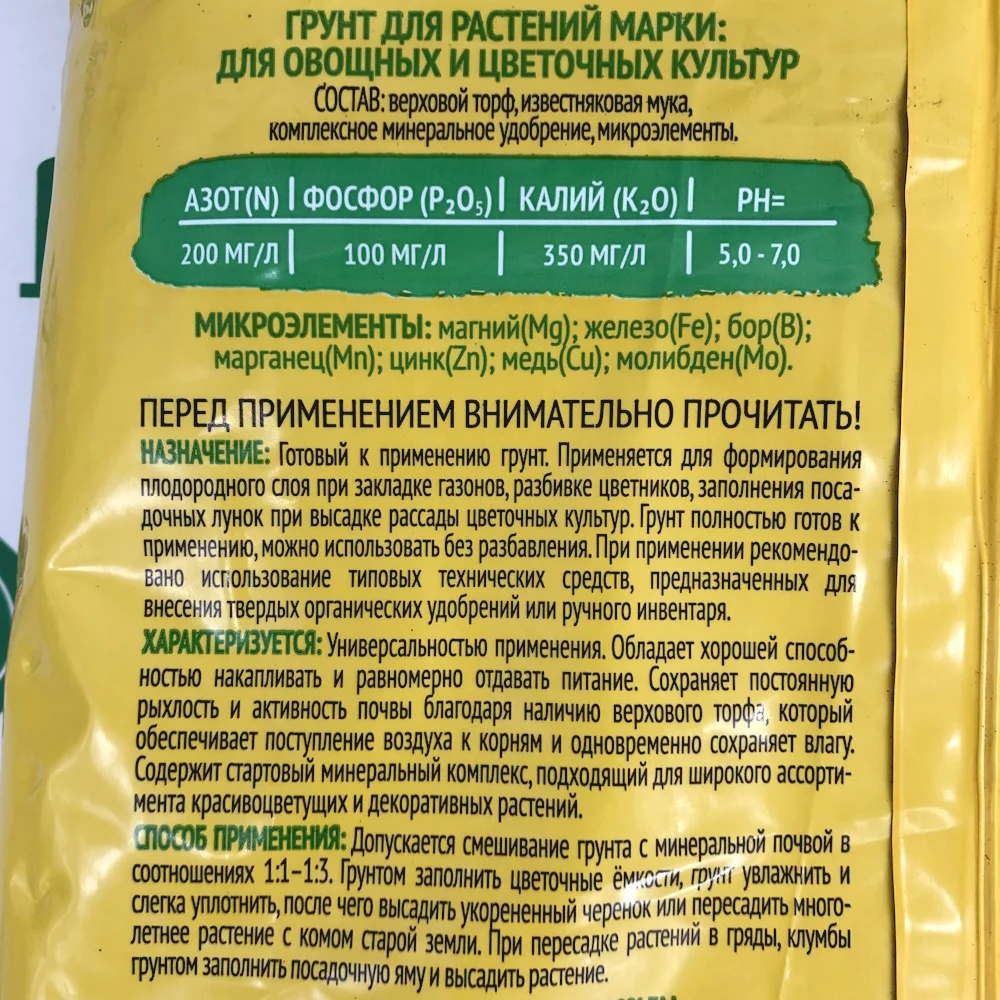 ГРУНТ ДЛЯ РАСТЕНИЙ МАРКИ:
ДЛЯ ОВОЩНЫХ И ЦВЕТОЧНЫХ КУЛЬТУР
СОСТАВ: верховой торф, известняковая мука,
комплексное минеральное удобрение, микроэлементы.
АЗОТ(N) | ФОСФОР (P₂O₅) | КАЛИЙ (K₂O) | PH=
200 МГ/Л | 100 МГ/Л | 350 МГ/Л | 5,0 - 7,0
МИКРОЭЛЕМЕНТЫ: магний(Mg); железо(Fe); бор(B);
марганец(Mn); цинк(Zn); медь(Cu); молибден(Mo).
ПЕРЕД ПРИМЕНЕНИЕМ ВНИМАТЕЛЬНО ПРОЧИТАТЬ!
НАЗНАЧЕНИЕ: Готовый к применению грунт. Применяется для формирования
плодородного слоя при закладке газонов, разбивке цветников, заполнения поса-
дочных лунок при высадке рассады цветочных культур. Грунт полностью готов к
применению, можно использовать без разбавления. При применении рекомендо-
вано использование типовых технических средств, предназначенных для
внесения твердых органических удобрений или ручного инвентаря.
ХАРАКТЕРИЗУЕТСЯ: Универсальностью применения. Обладает хорошей способ-
ностью накапливать и равномерно отдавать питание. Сохраняет постоянную
рыхлость и активность почвы благодаря наличию верхового торфа, который
обеспечивает поступление воздуха к корням и одновременно сохраняет влагу.
Содержит стартовый минеральный комплекс, подходящий для широкого ассорти-
мента красивоцветущих и декоративных растений.
СПОСОБ ПРИМЕНЕНИЯ: Допускается смешивание грунта с минеральной почвой в
соотношениях 1:1–1:3. Грунтом заполнить цветочные ёмкости, грунт увлажнить и
слегка уплотнить, после чего высадить укорененный черенок или пересадить много-
летнее растение с комом старой земли. При пересадке растений в гряды, клумбы
грунтом заполнить посадочную яму и высадить растение.